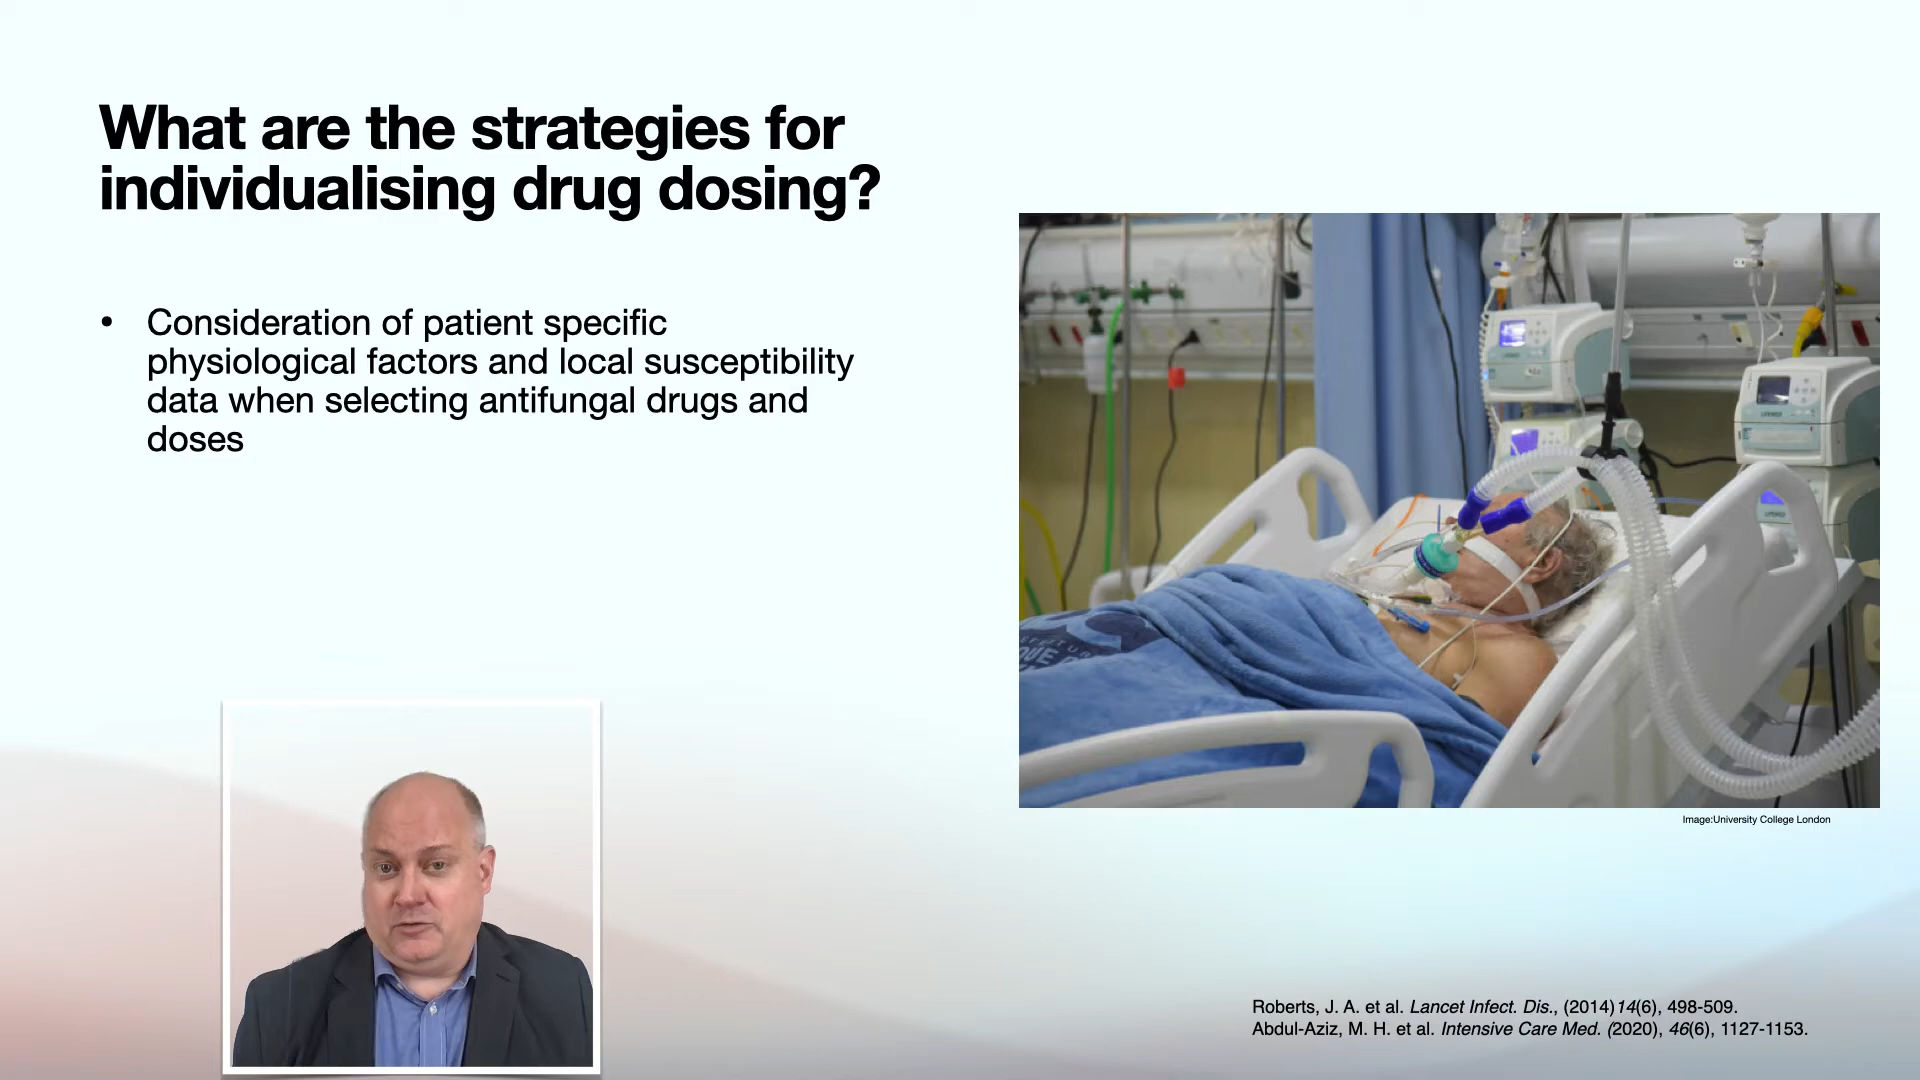 What are the strategies for
individualising drug dosing?
• Consideration of patient specific
physiological factors and local susceptibility
data when selecting antifungal drugs and
doses
Image:University College London
Roberts, J. A. et al. Lancet Infect. Dis., (2014)14(6), 498-509.
Abdul-Aziz, M. H. et al. Intensive Care Med. (2020), 46(6), 1127-1153.